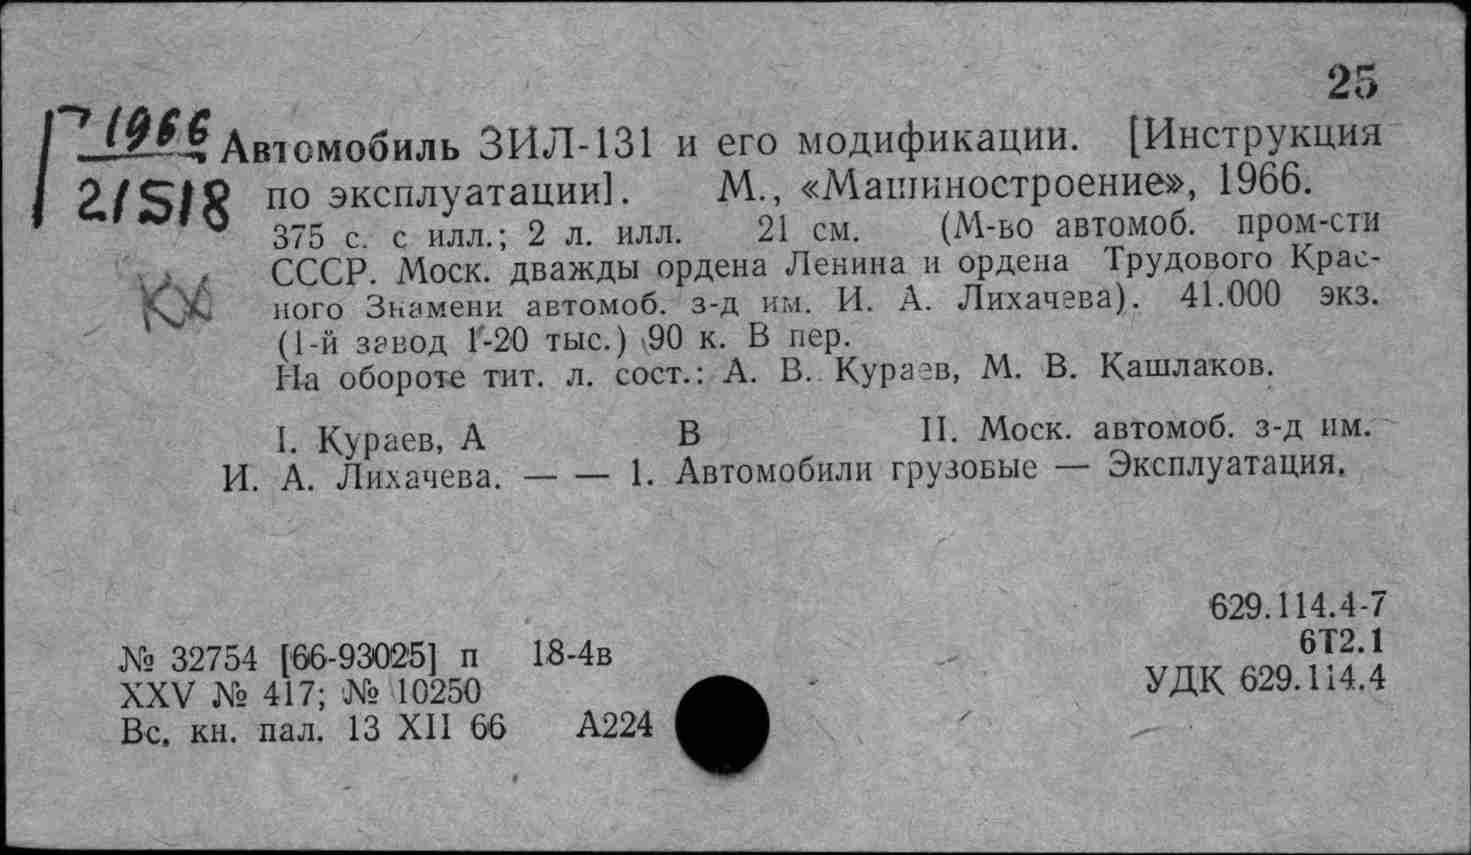 25
Г 1966
21518
Автомобиль ЗИЛ-131 и его модификации. [Инструкция
по эксплуатации]. М., «Машиностроение», 1966.
375 с. с илл.; 2 л. илл. 21 см. (М-во автомоб. пром-сти
СССР. Моск. дважды ордена Ленина и ордена Трудового Крас-
ного Знамени автомоб. з-д им. И. А. Лихачева). 41.000 экз.
(1-й завод 1-20 тыс.) 90 к. В пер.
На обороте тит. л. сост.: А. В. Кураев, М. В. Кашлаков.
I. Кураев, А В II. Моск. автомоб. з-д им.
И. А. Лихачева. — — 1. Автомобили грузовые — Эксплуатация.
629.114.4-7
6Т2.1
УДК 629.114.4
№ 32754 [66-93025] п 18-4в
XXV № 417; № 10250
Вс. кн. пал. 13 XII 66 А224